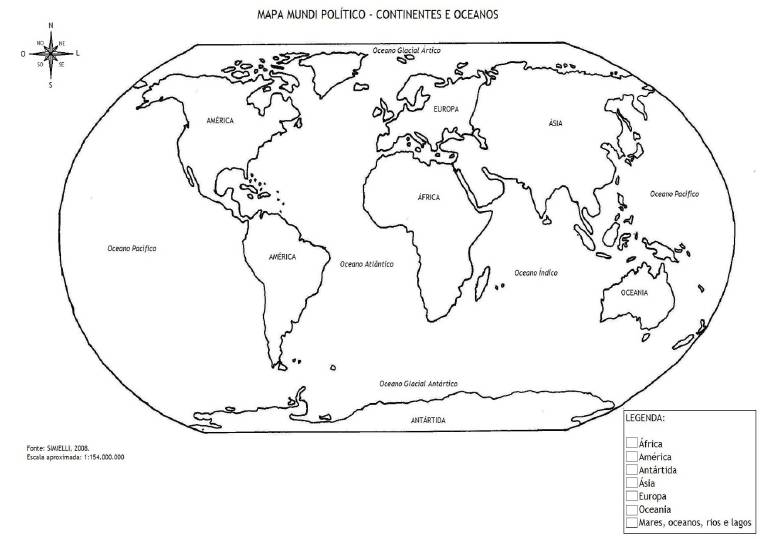 MAPA MUNDI POLÍTICO - CONTINENTES E OCEANOS
N
NO NE
O L
SO SE
S
Oceano Glacial Ártico
AMÉRICA
EUROPA
ÁSIA
ÁFRICA
Oceano Pacífico
Oceano Pacífico
AMÉRICA
Oceano Atlântico
Oceano Índico
OCEANIA
Oceano Glacial Antártico
ANTÁRTIDA
Fonte: SIMIELLI, 2008.
Escala aproximada: 1:154.000.000
LEGENDA:
África
América
Antártida
Ásia
Europa
Oceania
Mares, oceanos, rios e lagos